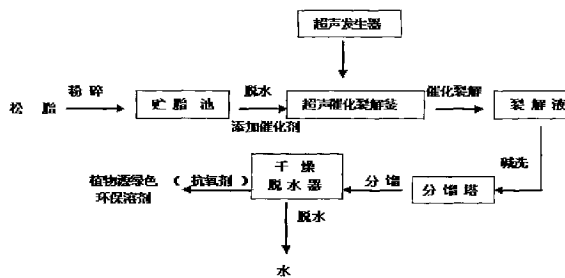 超声发生器
松 脂
粉 碎
贮 脂 池
脱水
添加催化剂
超声催化裂解装
催化裂解
裂 解 液
碱洗
分 馏 塔
分 馏
干 燥
脱 水 器
(抗氧剂)
植物源绿色
环保溶剂
脱水
水